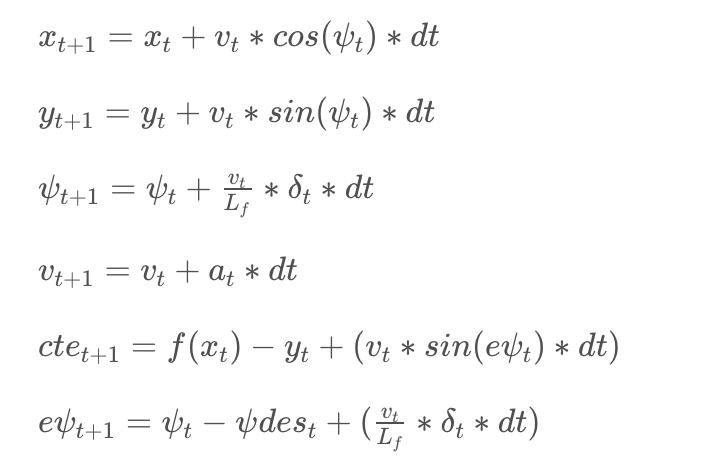 x_{t+1} = x_t + v_t * cos(ψ_t) * dt
y_{t+1} = y_t + v_t * sin(ψ_t) * dt
ψ_{t+1} = ψ_t + \frac{v_t}{L_f} * δ_t * dt
v_{t+1} = v_t + a_t * dt
cte_{t+1} = f(x_t) − y_t + (v_t * sin(eψ_t) * dt)
eψ_{t+1} = ψ_t − ψdes_t + (\frac{v_t}{L_f} * δ_t * dt)